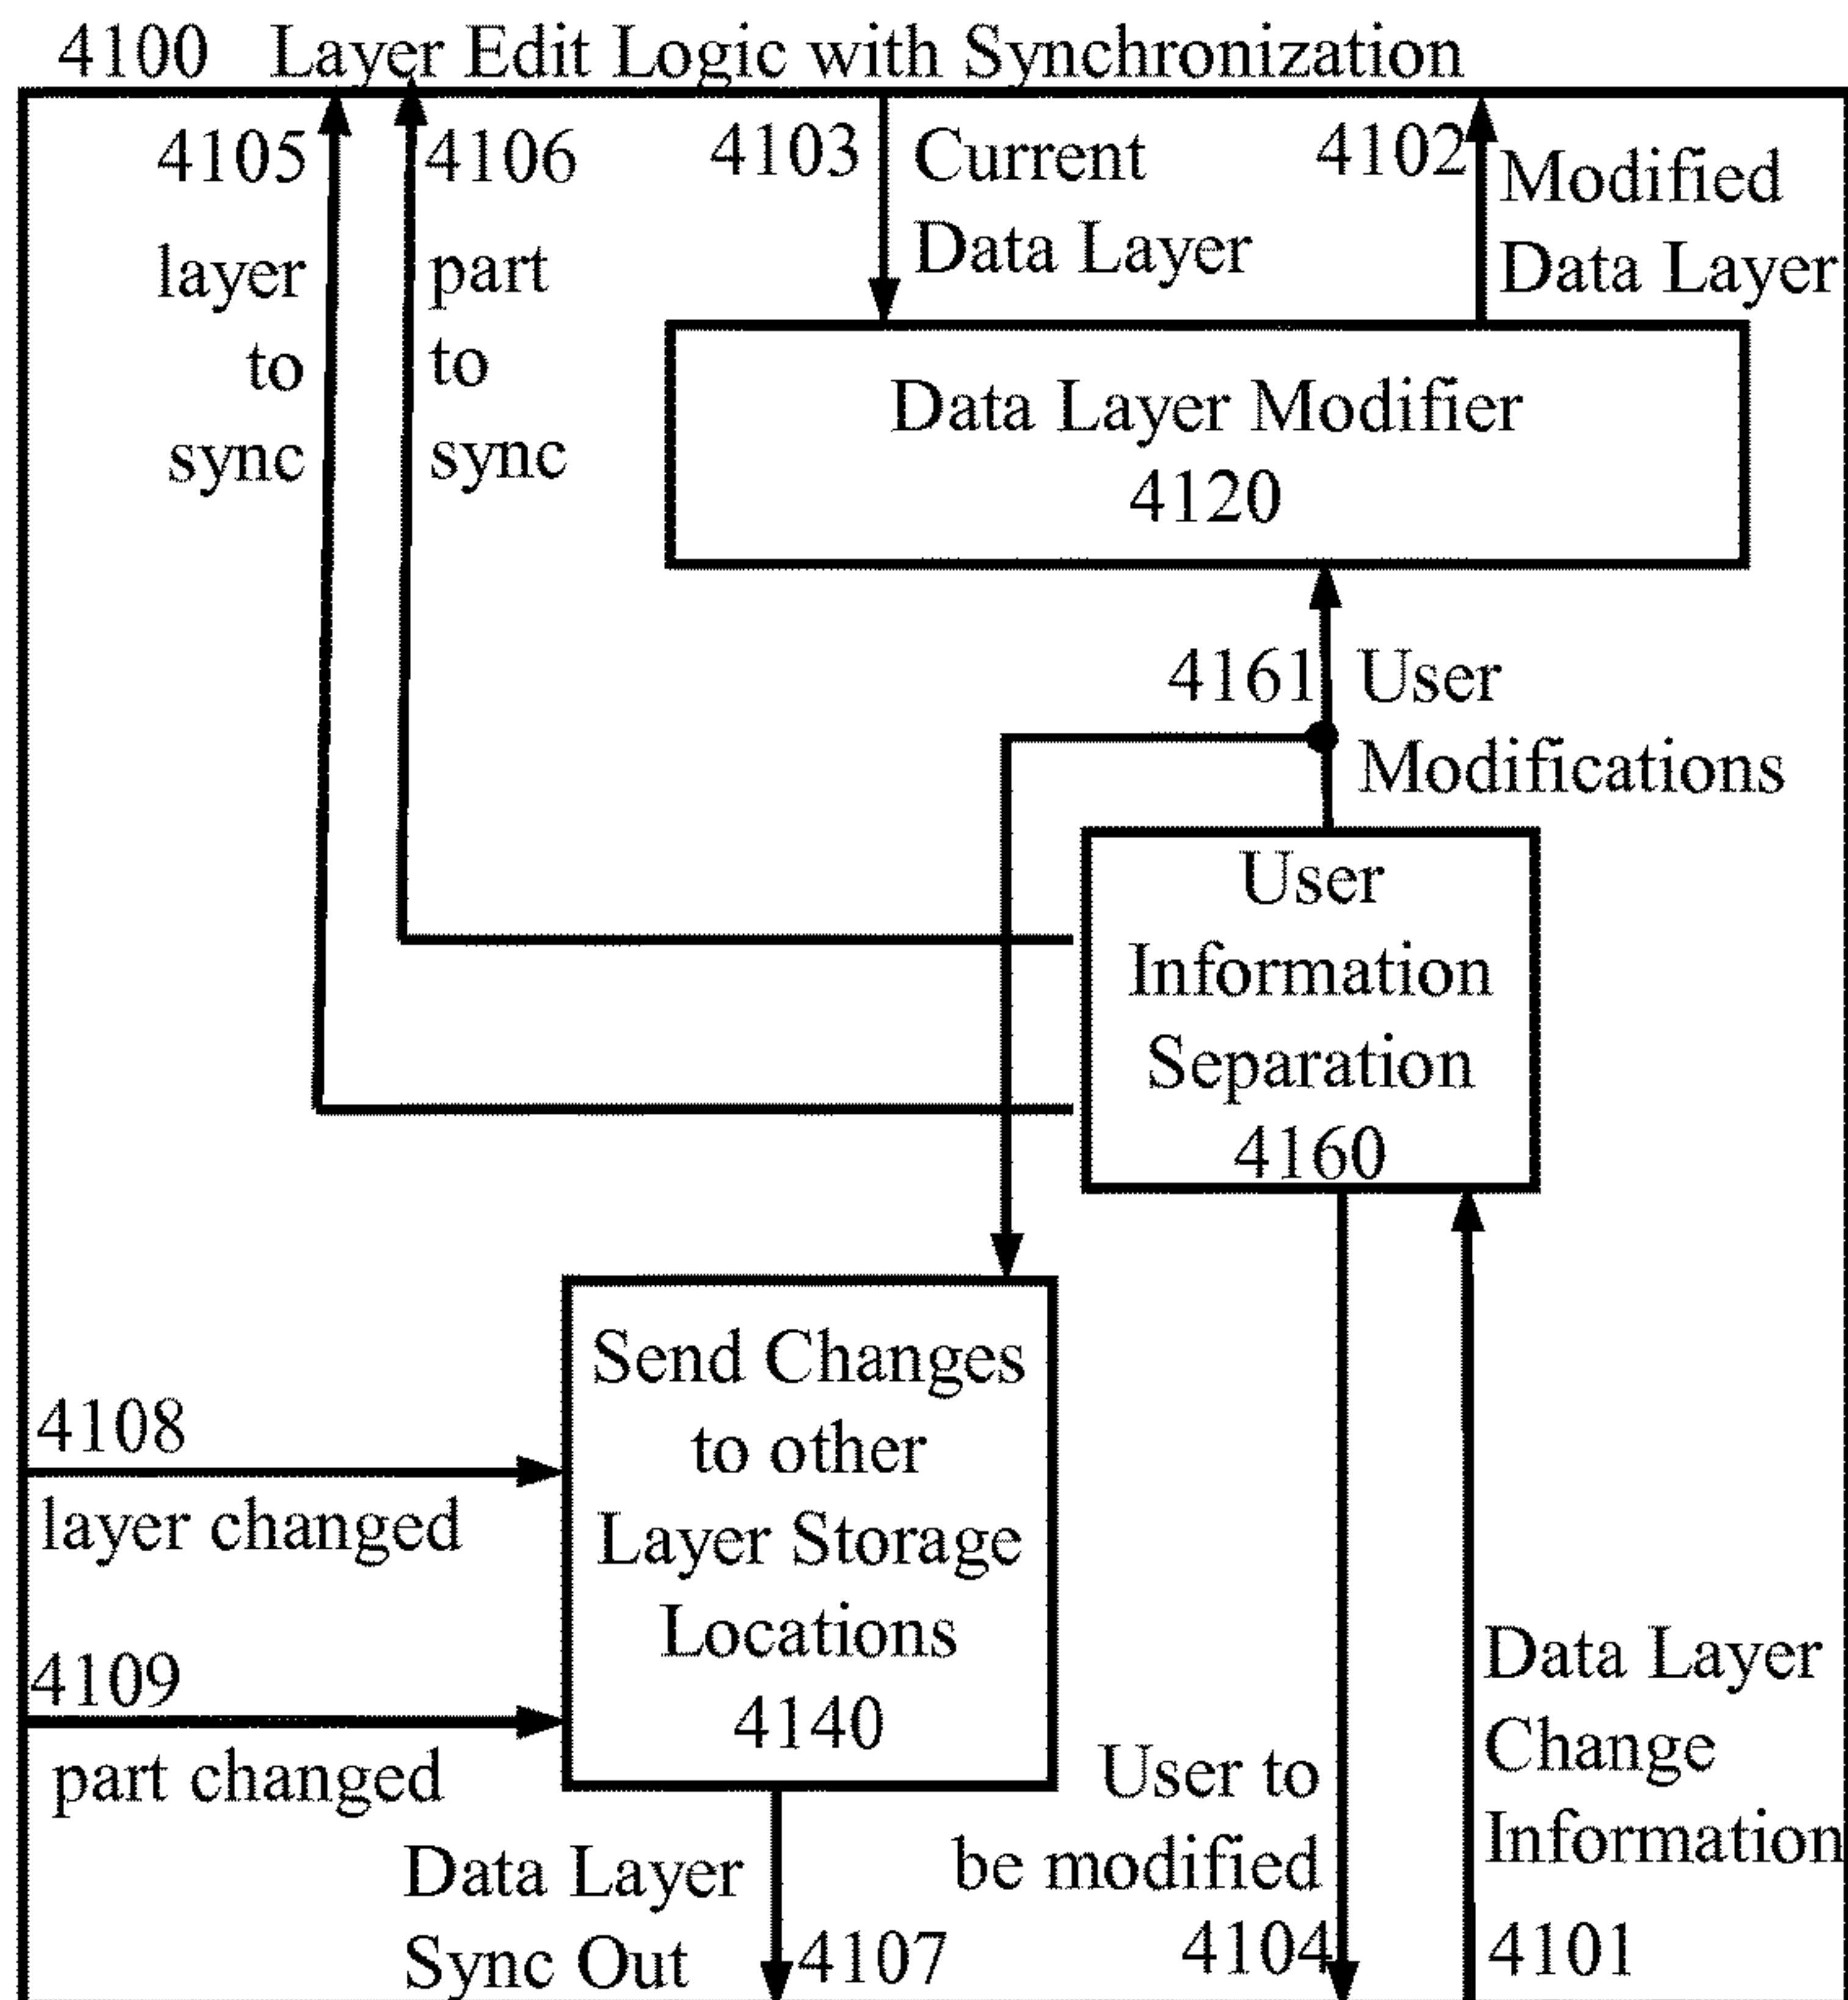 4100 Layer Edit Logic with Synchronization
4105
layer
to
sync
4106
part
to
sync
4103
Current
Data Layer
4102
Modified
Data Layer
Data Layer Modifier
4120
4161
User
Modifications
User
Information
Separation
4160
Send Changes
to other
Layer Storage
Locations
4140
4108
layer changed
4109
part changed
Data Layer
Sync Out
4107
User to
be modified
4104
Data Layer
Change
Information
4101